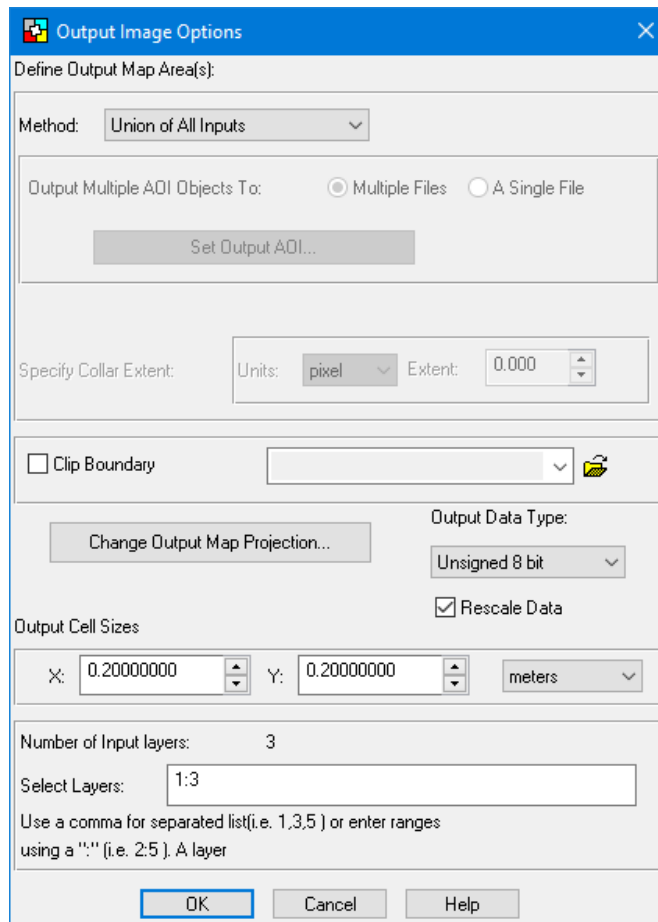 Output Image Options
Define Output Map Area(s):
Method: Union of All Inputs
Output Multiple AOI Objects To: Multiple Files A Single File
Set Output AOI...
Specify Collar Extent: Units: pixel Extent: 0.000
Clip Boundary
Output Data Type:
Change Output Map Projection...
Unsigned 8 bit
Rescale Data
Output Cell Sizes
X: 0.20000000 Y: 0.20000000 meters
Number of Input layers: 3
Select Layers: 1:3
Use a comma for separated list(i.e. 1,3,5 ) or enter ranges
using a ":" (i.e. 2:5 ). A layer
OK Cancel Help